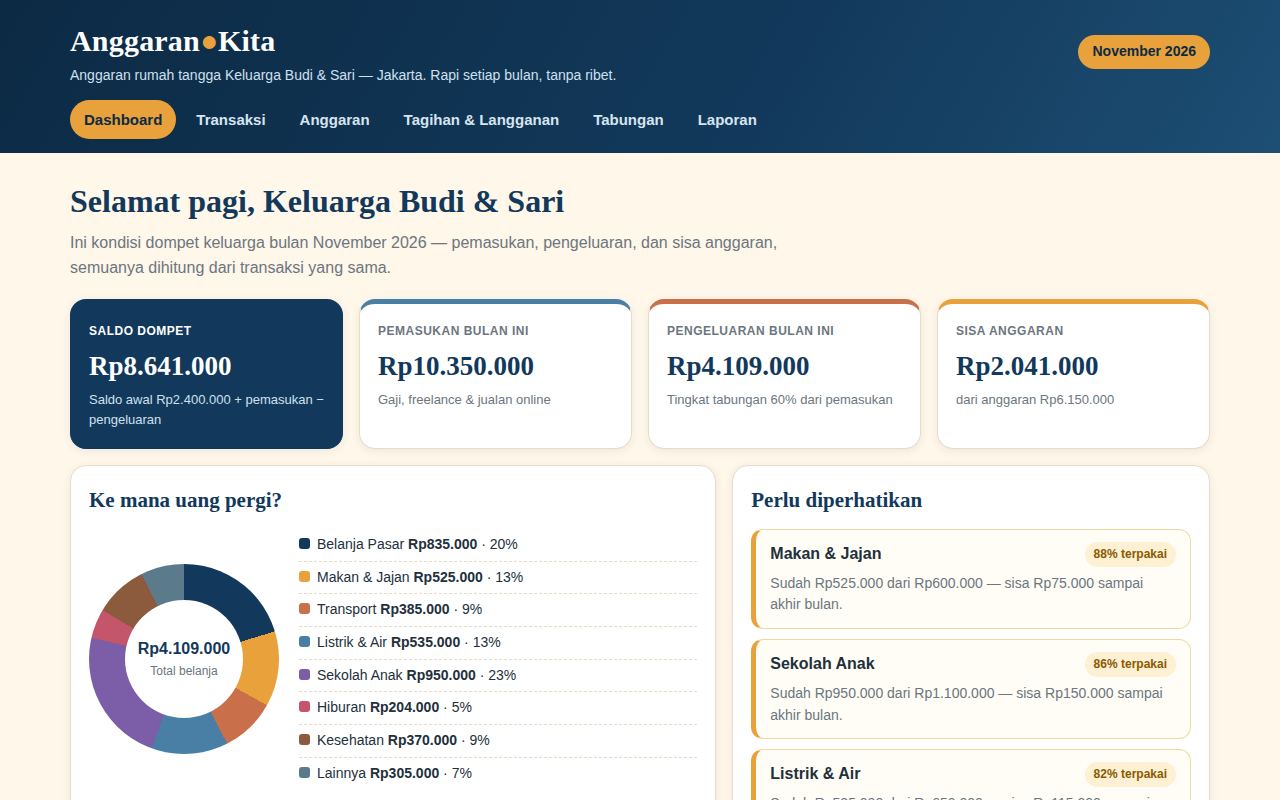 Anggaran●Kita
Anggaran rumah tangga Keluarga Budi & Sari — Jakarta. Rapi setiap bulan, tanpa ribet.
November 2026
Dashboard
Transaksi
Anggaran
Tagihan & Langganan
Tabungan
Laporan
Selamat pagi, Keluarga Budi & Sari
Ini kondisi dompet keluarga bulan November 2026 — pemasukan, pengeluaran, dan sisa anggaran,
semuanya dihitung dari transaksi yang sama.
SALDO DOMPET
Rp8.641.000
Saldo awal Rp2.400.000 + pemasukan −
pengeluaran
PEMASUKAN BULAN INI
Rp10.350.000
Gaji, freelance & jualan online
PENGELUARAN BULAN INI
Rp4.109.000
Tingkat tabungan 60% dari pemasukan
SISA ANGGARAN
Rp2.041.000
dari anggaran Rp6.150.000
Ke mana uang pergi?
Rp4.109.000
Total belanja
Belanja Pasar Rp835.000 · 20%
Makan & Jajan Rp525.000 · 13%
Transport Rp385.000 · 9%
Listrik & Air Rp535.000 · 13%
Sekolah Anak Rp950.000 · 23%
Hiburan Rp204.000 · 5%
Kesehatan Rp370.000 · 9%
Lainnya Rp305.000 · 7%
Perlu diperhatikan
Makan & Jajan
88% terpakai
Sudah Rp525.000 dari Rp600.000 — sisa Rp75.000 sampai
akhir bulan.
Sekolah Anak
86% terpakai
Sudah Rp950.000 dari Rp1.100.000 — sisa Rp150.000 sampai
akhir bulan.
Listrik & Air
82% terpakai